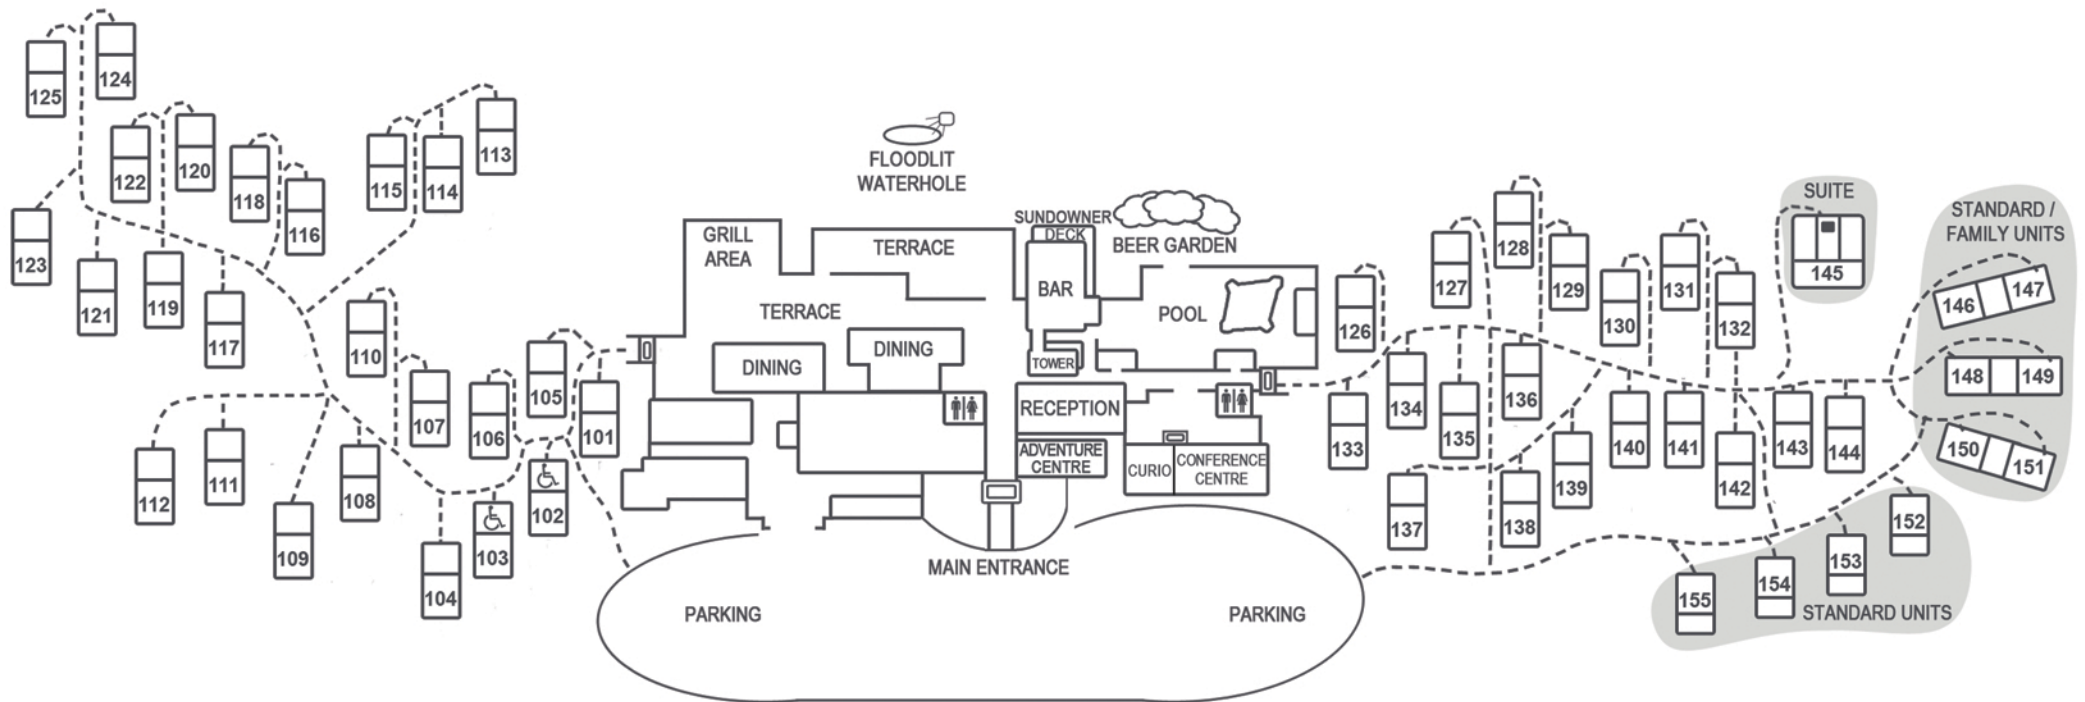 125
124
122
120
118
116
115
114
113
123
121
119
117
110
107
106
105
101
112
111
109
108
104
103
102
FLOODLIT
WATERHOLE
GRILL
AREA
TERRACE
TERRACE
DINING
DINING
SUNDOWNER
DECK
BAR
BEER GARDEN
POOL
TOWER
RECEPTION
ADVENTURE
CENTRE
CURIO
CONFERENCE
CENTRE
MAIN ENTRANCE
PARKING
PARKING
126
127
128
129
130
131
132
133
134
135
136
137
138
139
140
141
142
143
144
SUITE
145
STANDARD /
FAMILY UNITS
146
147
148
149
150
151
152
153
154
155
STANDARD UNITS